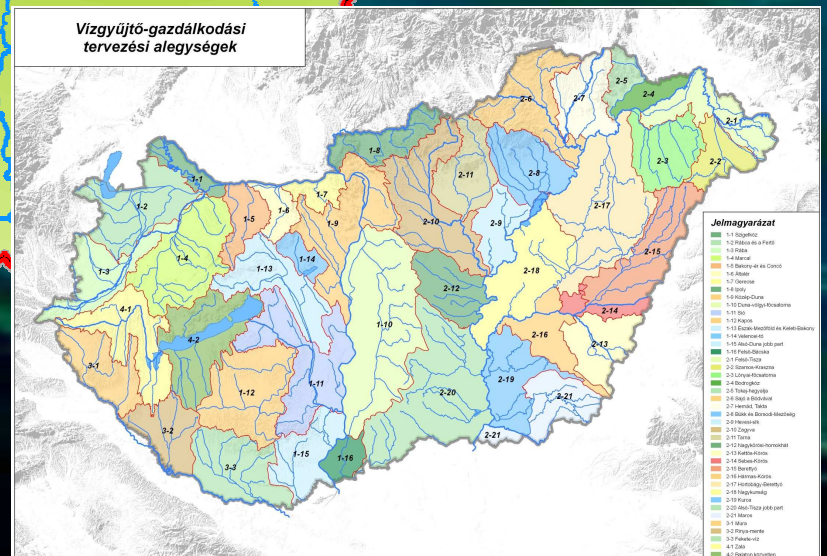 Vízgyűjtő-gazdálkodási
tervezési alegységek
2-6
2-7
2-5
2-4
2-1
1-8
2-11
2-8
2-3
2-2
1-1
1-2
1-5
1-6
1-7
1-9
2-10
2-9
2-17
2-15
1-3
1-4
1-13
1-14
2-18
2-12
2-14
4-1
4-2
1-10
2-16
2-13
3-1
1-12
1-11
2-20
2-19
2-21
3-2
3-3
1-15
1-16
2-21
Jelmagyarázat
1-1 Szigetköz
1-2 Rábca és a Fertő
1-3 Rába
1-4 Marcal
1-5 Bakony-ér és Concó
1-6 Általér
1-7 Gerecse
1-8 Ipoly
1-9 Közép-Duna
1-10 Duna-völgyi-főcsatorna
1-11 Sió
1-12 Kapos
1-13 Észak-Mezőföld és Keleti-Bakony
1-14 Velencei-tó
1-15 Alsó-Duna jobb part
1-16 Felső-Bácska
2-1 Felső-Tisza
2-2 Szamos-Kraszna
2-3 Lónyai-főcsatorna
2-4 Bodrogköz
2-5 Tokaj-hegyalja
2-6 Sajó a Bódvával
2-7 Hernád, Takta
2-8 Bükk és Borsodi-Mezőség
2-9 Hevesi-sík
2-10 Zagyva
2-11 Tarna
2-12 Nagykőrösi-homokhát
2-13 Kettős-Körös
2-14 Sebes-Körös
2-15 Berettyó
2-16 Hármas-Körös
2-17 Hortobágy-Berettyó
2-18 Nagykunság
2-19 Kurca
2-20 Alsó-Tisza jobb part
2-21 Maros
3-1 Mura
3-2 Rinya-mente
3-3 Fekete-víz
4-1 Zala
4-2 Balaton közvetlen